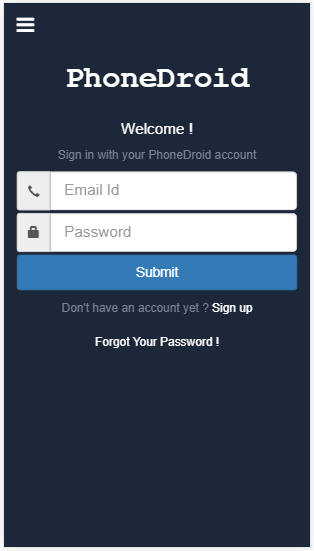 PhoneDroid
Welcome !
Sign in with your PhoneDroid account
Email Id
Password
Submit
Don't have an account yet ? Sign up
Forgot Your Password !